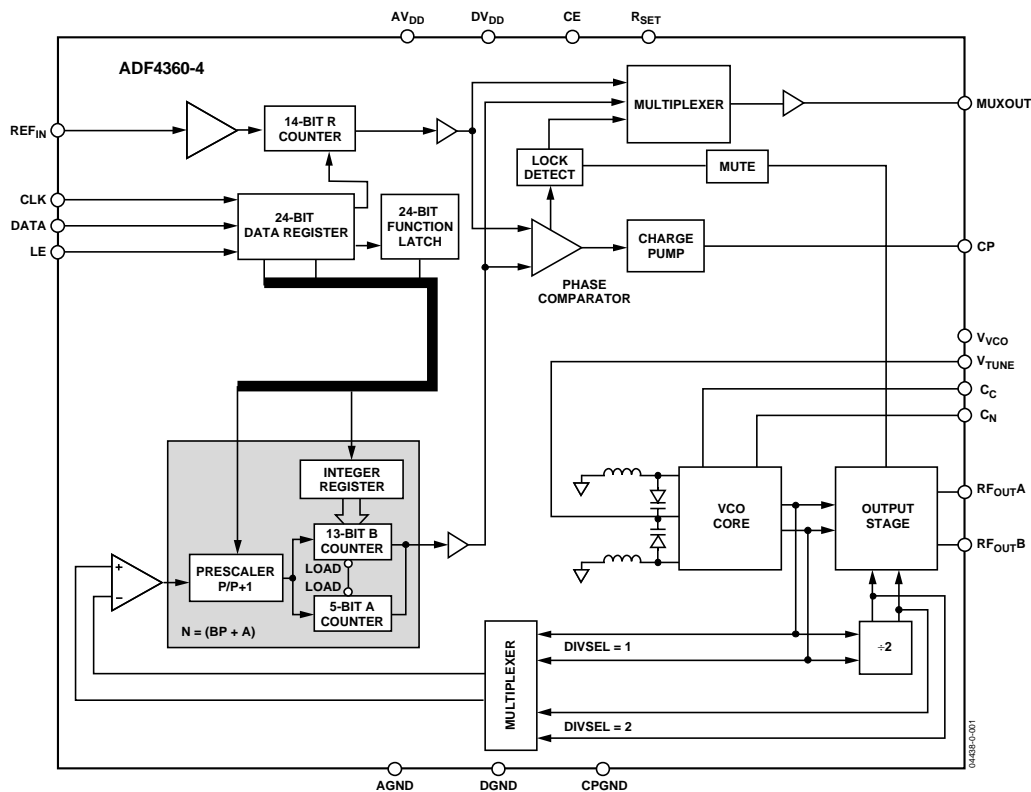 AVDD
DVDD
CE
RSET
ADF4360-4
REFIN
14-BIT R
COUNTER
MULTIPLEXER
MUXOUT
LOCK
DETECT
MUTE
CLK
DATA
LE
24-BIT
DATA REGISTER
24-BIT
FUNCTION
LATCH
CHARGE
PUMP
CP
PHASE
COMPARATOR
VVCO
VTUNE
CC
CN
INTEGER
REGISTER
13-BIT B
COUNTER
LOAD
LOAD
5-BIT A
COUNTER
PRESCALER
P/P+1
+
−
N = (BP + A)
VCO
CORE
OUTPUT
STAGE
RFOUTA
RFOUTB
÷2
MULTIPLEXER
DIVSEL = 1
DIVSEL = 2
AGND
DGND
CPGND
04438-0-001